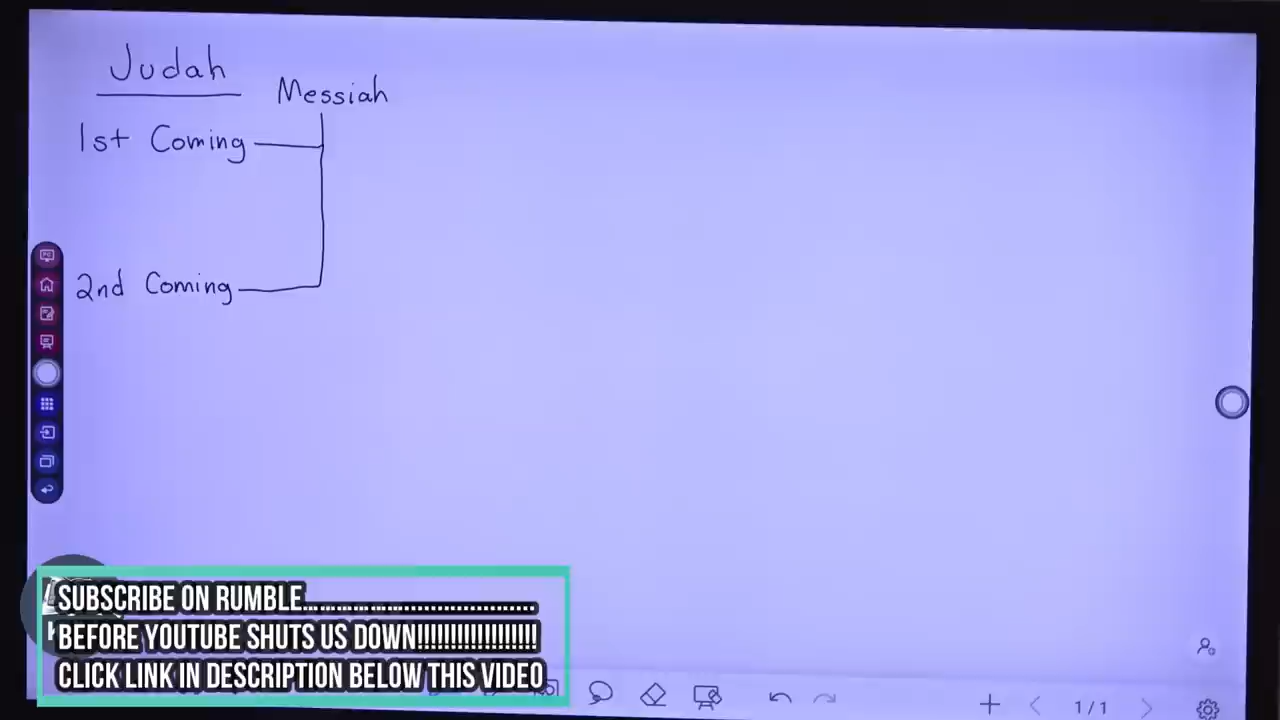 Judah
Messiah
1st Coming
2nd Coming
SUBSCRIBE ON RUMBLE.......................................
BEFORE YOUTUBE SHUTS US DOWN!!!!!!!!!!!!!!!!!!
CLICK LINK IN DESCRIPTION BELOW THIS VIDEO
1/1